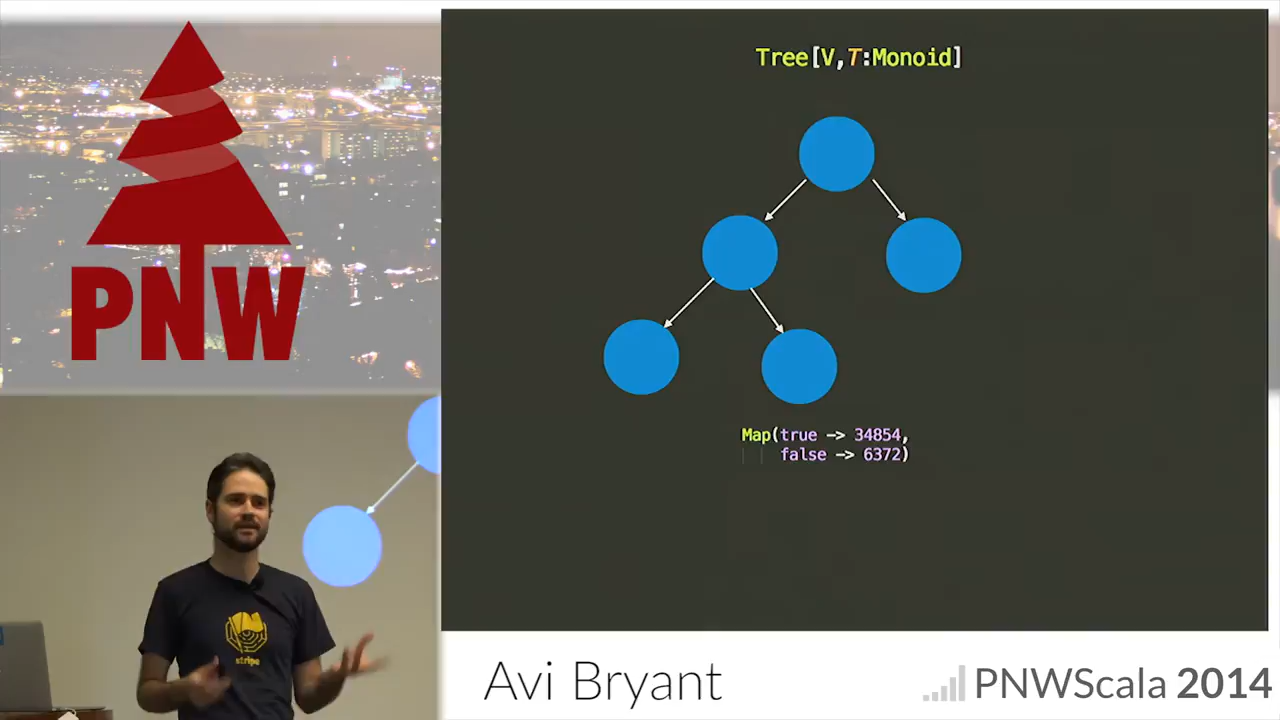 PNW
Tree[V,T:Monoid]
Map(true -> 34854,
false -> 6372)
stripe
Avi Bryant
PNWScala 2014